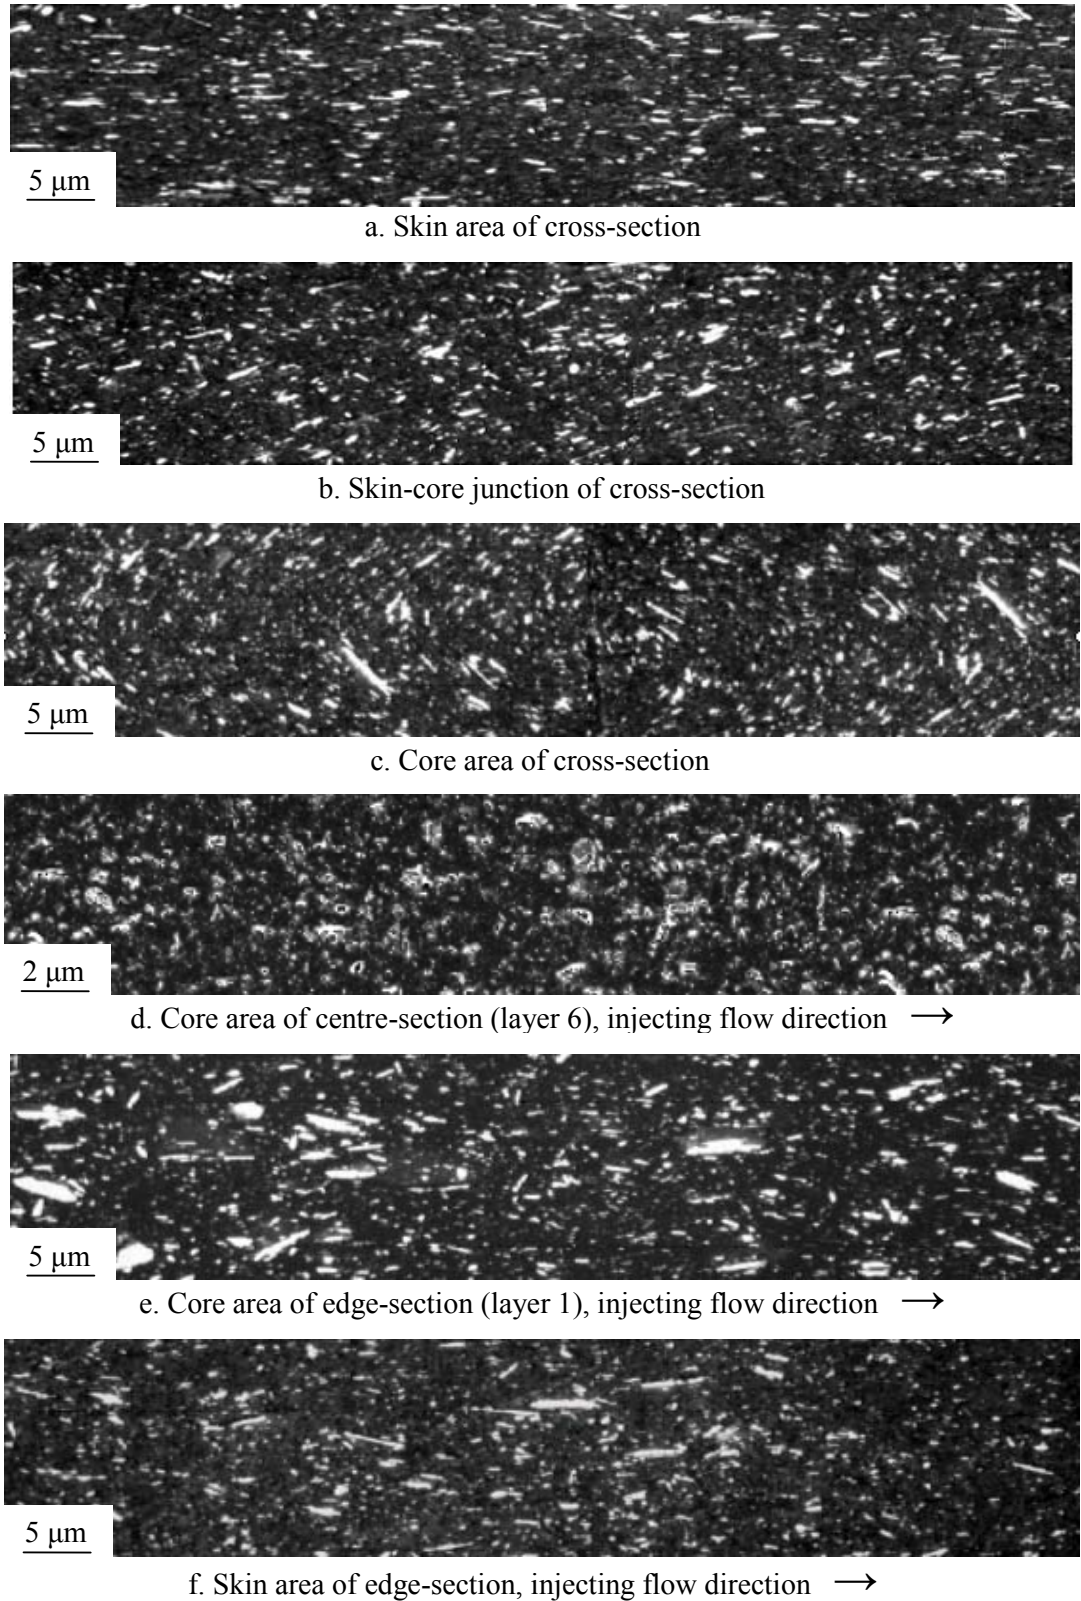 5 μm
a. Skin area of cross-section
5 μm
b. Skin-core junction of cross-section
5 μm
c. Core area of cross-section
2 μm
d. Core area of centre-section (layer 6), injecting flow direction →
5 μm
e. Core area of edge-section (layer 1), injecting flow direction →
5 μm
f. Skin area of edge-section, injecting flow direction →